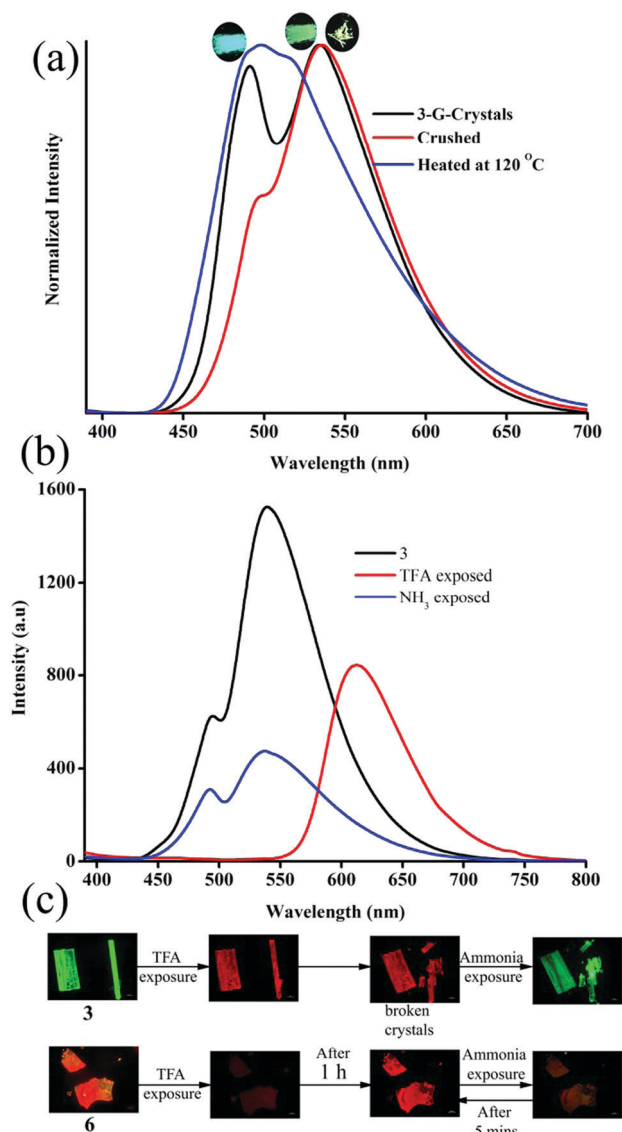 (a)
3-G-Crystals
Crushed
Heated at 120 °C
Normalized Intensity
400 450 500 550 600 650 700
Wavelength (nm)
(b)
1600
1200
800
400
0
3
TFA exposed
NH₃ exposed
Intensity (a.u)
400 450 500 550 600 650 700 750 800
Wavelength (nm)
(c)
TFA
exposure
Ammonia
exposure
3
broken
crystals
TFA
exposure
After
1 h
Ammonia
exposure
6
After
5 mins